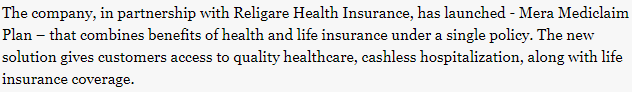 The company, in partnership with Religare Health Insurance, has launched - Mera Mediclaim
Plan – that combines benefits of health and life insurance under a single policy. The new
solution gives customers access to quality healthcare, cashless hospitalization, along with life
insurance coverage.